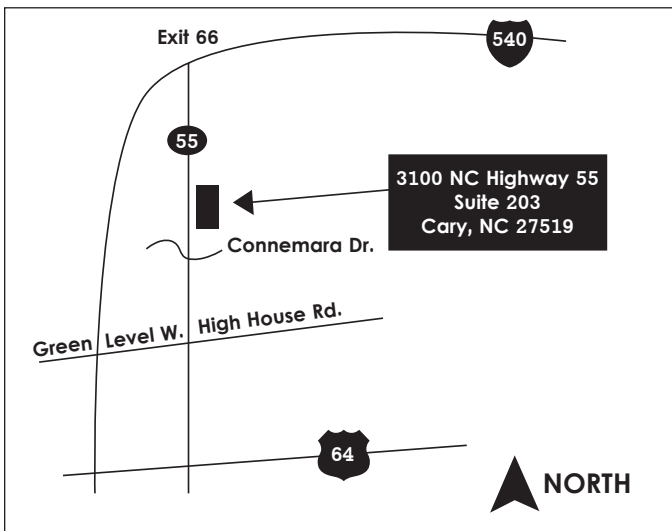 Exit 66
540
55
3100 NC Highway 55
Suite 203
Cary, NC 27519
Connemara Dr.
Green Level W. High House Rd.
64
NORTH